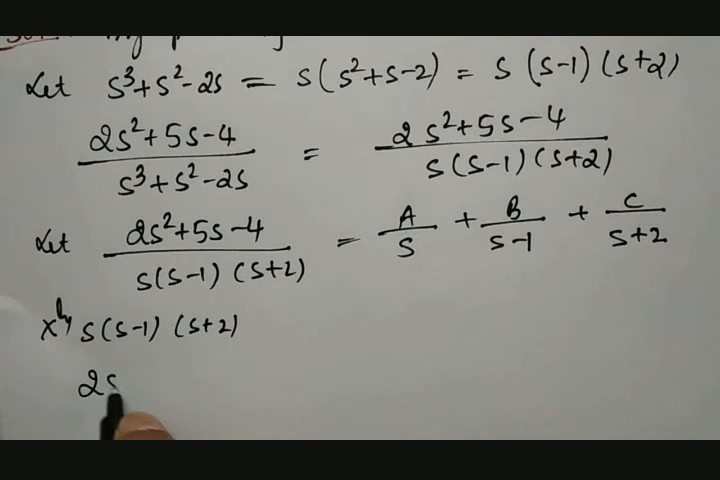 Let s³+s²-2s = s(s²+s-2) = s(s-1)(s+2)
2s²+5s-4 / s³+s²-2s = 2s²+5s-4 / s(s-1)(s+2)
Let 2s²+5s-4 / s(s-1)(s+2) = A/s + B/s-1 + C/s+2
xly s(s-1)(s+2)
2s